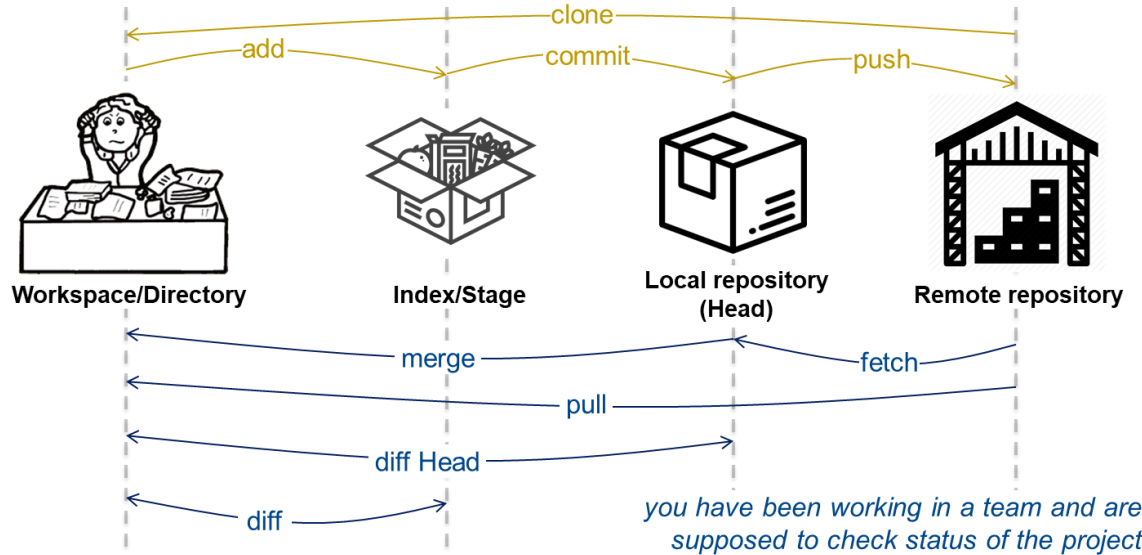 clone
add
commit
push
Workspace/Directory
Index/Stage
Local repository
(Head)
Remote repository
merge
fetch
pull
diff Head
diff
you have been working in a team and are
supposed to check status of the project